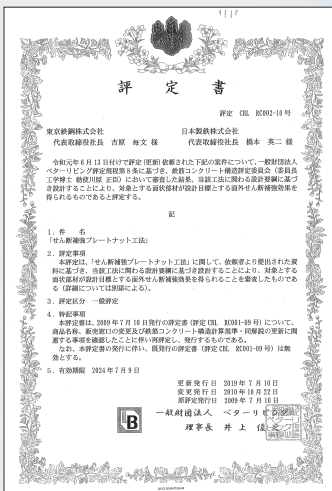 評定書
評定 CBL RC002-10号
東京鉄鋼株式会社
代表取締役社長 吉原 毎文 様
日本製鉄株式会社
代表取締役社長 橋本 英二 様
令和元年6月13日付けで評定(更新)依頼された下記の案件について、一般財団法人
ベターリビング評定規程第8条に基づき、鉄筋コンクリート構造評定委員会(委員長
工学博士 勅使川原 正臣)において審査した結果、当該工法に関わる設計要綱に基づ
き設計することにより、対象とする面状部材が設計目標とする面外せん断補強効果を
得られるものであると評定する。
記
1.件 名
「せん断補強プレートナット工法」
2.評定事項
本評定は、「せん断補強プレートナット工法」に関して、依頼者より提出された資
料に基づき、当該工法に関わる設計要綱に基づき設計することにより、対象とする
面状部材が設計目標とする面外せん断補強効果を得られることを審査したものであ
る(詳細については別添による)。
3.評定区分 一般評定
4.特記事項
本評定書は、2009年7月10日発行の評定書(評定CBL RC001-09号)について、
商品名称、販売窓口の変更及び鉄筋コンクリート構造計算規準・同解説の更新に関
連する事項を確認したことに伴い再評定し、発行するものである。
なお、本評定書の発行に伴い、既発行の評定書(評定CBL RC001-09号)は無
効とする。
5.有効期限 2024年7月9日
更新発行日 2019年7月10日
変更発行日 2010年10月22日
原評定発行日 2009年7月10日
一般財団法人 ベターリビング
理事長 井上 俊之